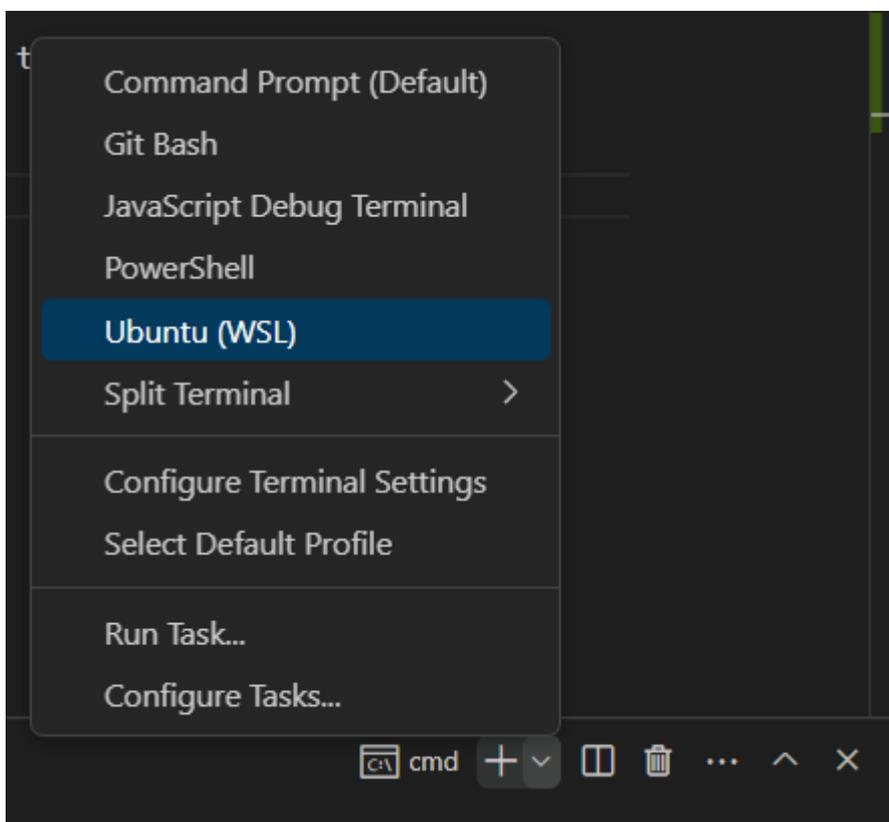 t
Command Prompt (Default)
Git Bash
JavaScript Debug Terminal
PowerShell
Ubuntu (WSL)
Split Terminal
Configure Terminal Settings
Select Default Profile
Run Task...
Configure Tasks...
C:\ cmd